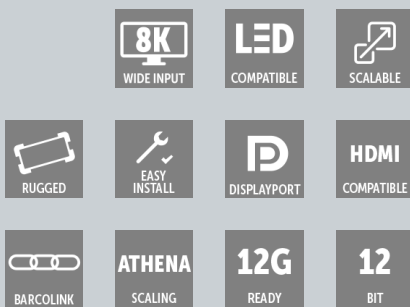 8K
WIDE INPUT
LED
COMPATIBLE
SCALABLE
RUGGED
EASY
INSTALL
DISPLAYPORT
HDMI
COMPATIBLE
BARCOLINK
ATHENA
SCALING
12G
READY
12
BIT